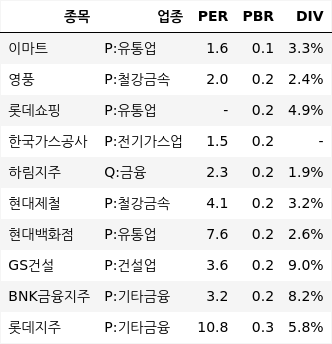 종목 업종 PER PBR DIV
이마트 P:유통업 1.6 0.1 3.3%
영풍 P:철강금속 2.0 0.2 2.4%
롯데쇼핑 P:유통업 - 0.2 4.9%
한국가스공사 P:전기가스업 1.5 0.2 -
하림지주 Q:금융 2.3 0.2 1.9%
현대제철 P:철강금속 4.1 0.2 3.2%
현대백화점 P:유통업 7.6 0.2 2.6%
GS건설 P:건설업 3.6 0.2 9.0%
BNK금융지주 P:기타금융 3.2 0.2 8.2%
롯데지주 P:기타금융 10.8 0.3 5.8%